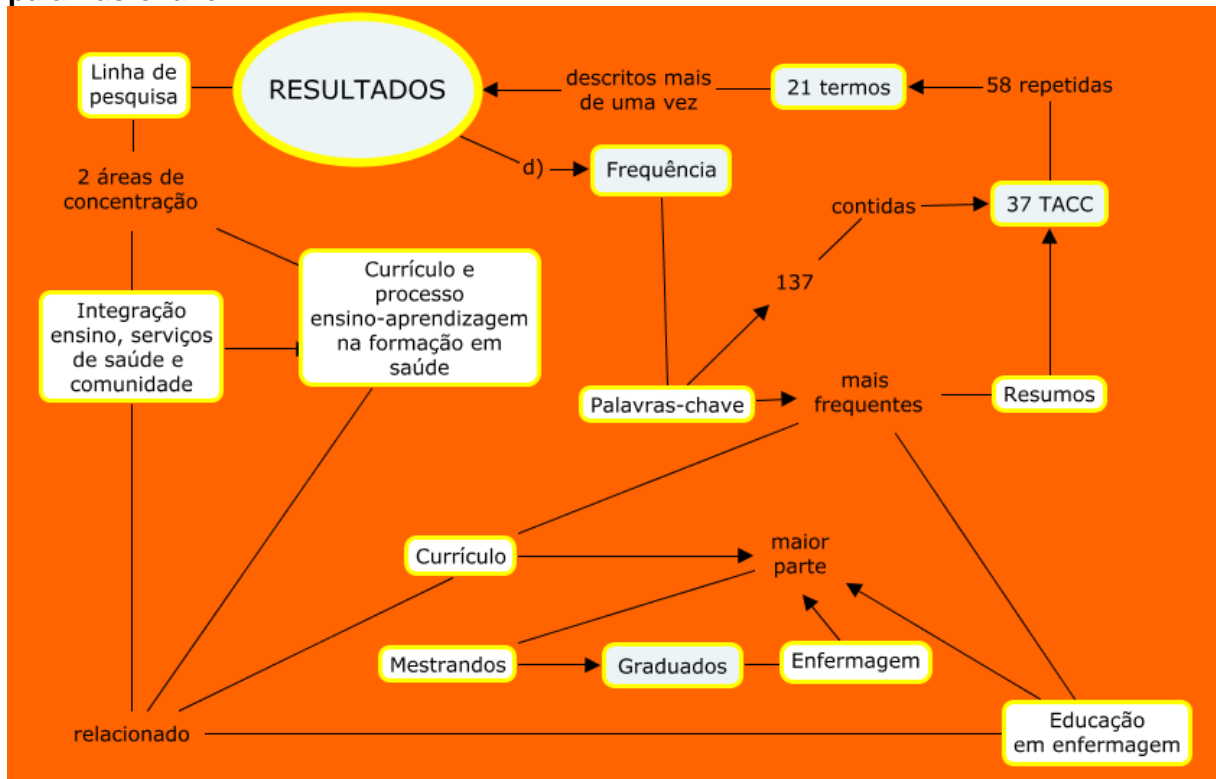 Linha de
pesquisa
RESULTADOS
descritos mais
de uma vez
21 termos
58 repetidas
d)
Frequência
2 áreas de
concentração
contidas
37 TACC
137
Currículo e
processo
ensino-aprendizagem
na formação em
saúde
Integração
ensino, serviços
de saúde e
comunidade
Palavras-chave
mais
frequentes
Resumos
Currículo
maior
parte
Mestrandos
Graduados
Enfermagem
relacionado
Educação
em enfermagem